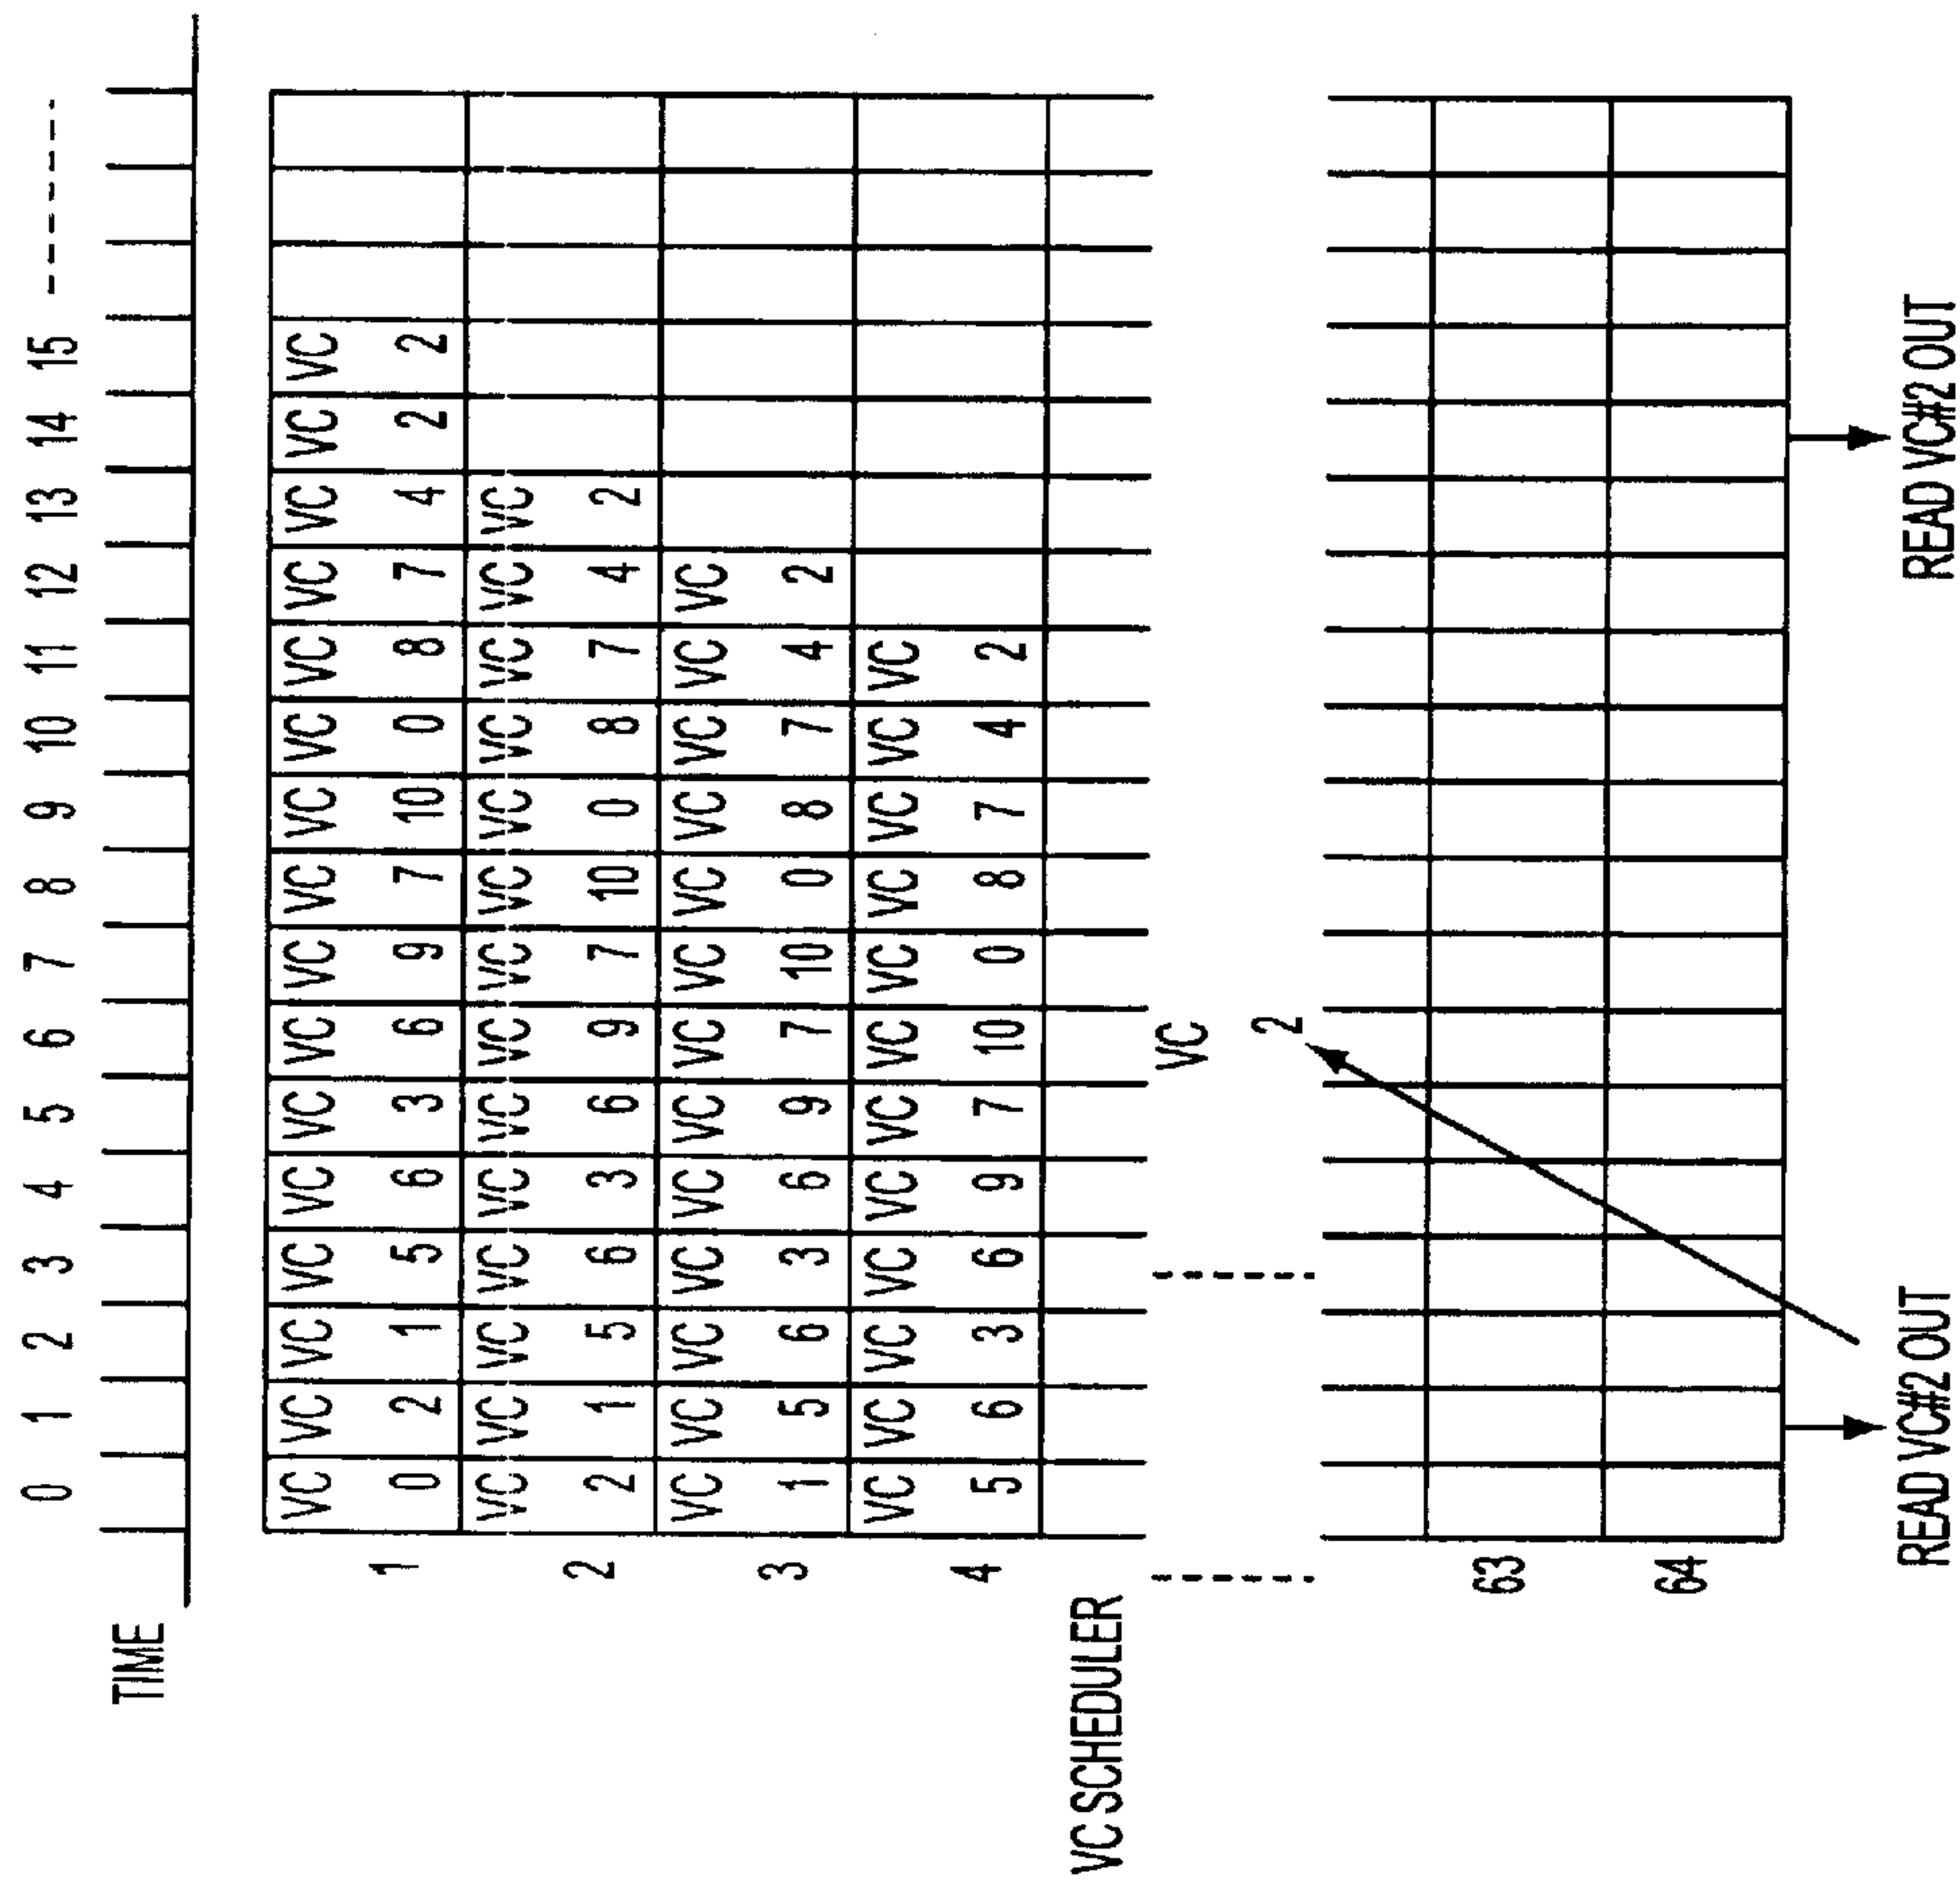 0 1 2 3 4 5 6 7 8 9 10 11 12 13 14 15
TIME
VC VC VC VC VC VC VC VC VC VC VC VC VC VC VC VC
1 0 2 1 5 6 3 6 9 7 10 0 8 7 4 2 2
VC VC VC VC VC VC VC VC VC VC VC VC VC VC
2 2 1 5 6 3 6 9 7 10 0 8 7 4 2
VC VC VC VC VC VC VC VC VC VC VC VC VC
3 1 5 6 3 6 9 7 10 0 8 7 4 2
VC VC VC VC VC VC VC VC VC VC VC VC
4 5 6 3 6 9 7 10 0 8 7 4 2
VC SCHEDULER
VC
2
63
64
READ VC#2 OUT READ VC#2 OUT